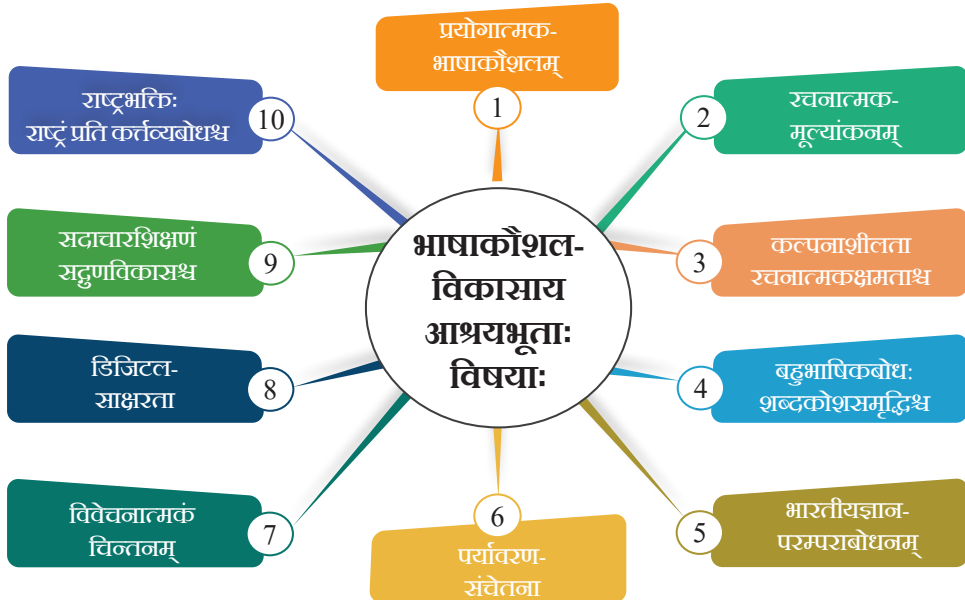 भाषाकौशल-
विकासाय
आश्रयभूताः
विषयाः
प्रयोगात्मक-
भाषाकौशलम्
1
रचनात्मक-
मूल्यांकनम्
2
कल्पनाशीलता
रचनात्मकक्षमताश्च
3
बहुभाषिकबोध:
शब्दकोशसमृद्धिश्च
4
भारतीयज्ञान-
परम्पराबोधनम्
5
6
पर्यावरण-
संचेतना
विवेचनात्मकं
चिन्तनम्
7
डिजिटल-
साक्षरता
8
सदाचारशिक्षणं
सद्गुणविकासश्च
9
राष्ट्रभक्तिः
राष्ट्रं प्रति कर्त्तव्यबोधश्च
10